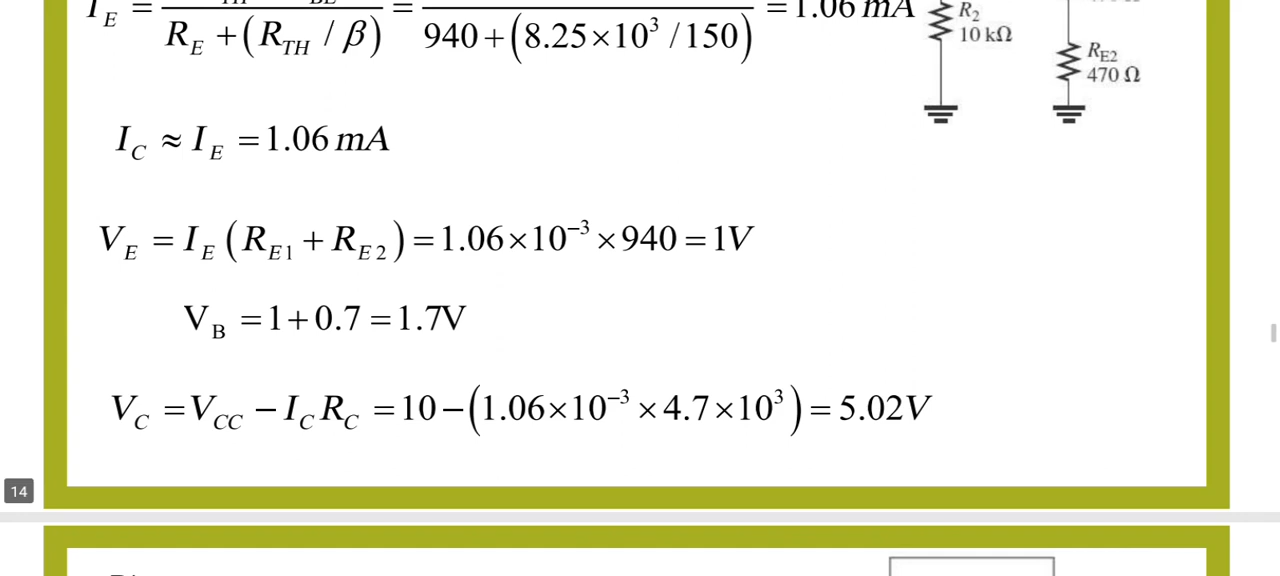 I_E = / R_E + (R_TH / β) = / 940 + (8.25×10³ / 150) = 1.06 mA
R₂
10 kΩ
R_E2
470 Ω
I_C ≈ I_E = 1.06 mA
V_E = I_E (R_E1 + R_E2) = 1.06×10⁻³ × 940 = 1V
V_B = 1+0.7 = 1.7V
V_C = V_CC − I_C R_C = 10 − (1.06×10⁻³ × 4.7×10³) = 5.02V
14